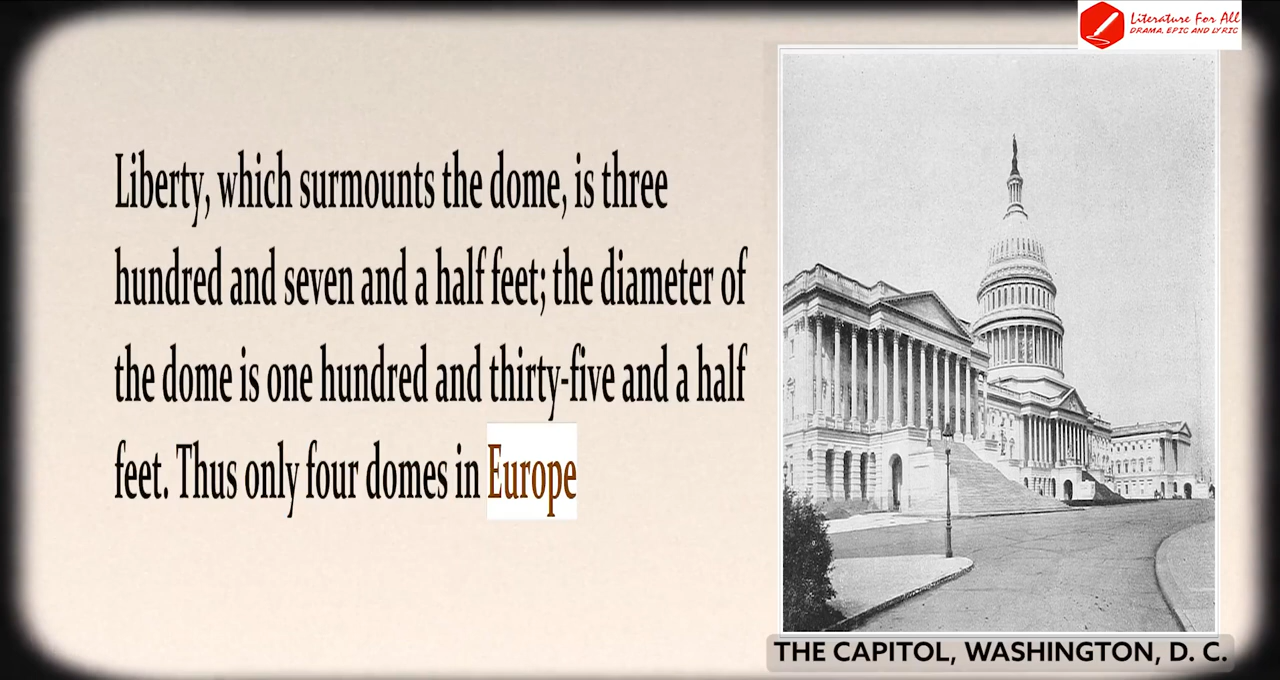 Literature For All
DRAMA, EPIC AND LYRIC
Liberty, which surmounts the dome, is three
hundred and seven and a half feet; the diameter of
the dome is one hundred and thirty-five and a half
feet. Thus only four domes in Europe
THE CAPITOL, WASHINGTON, D. C.